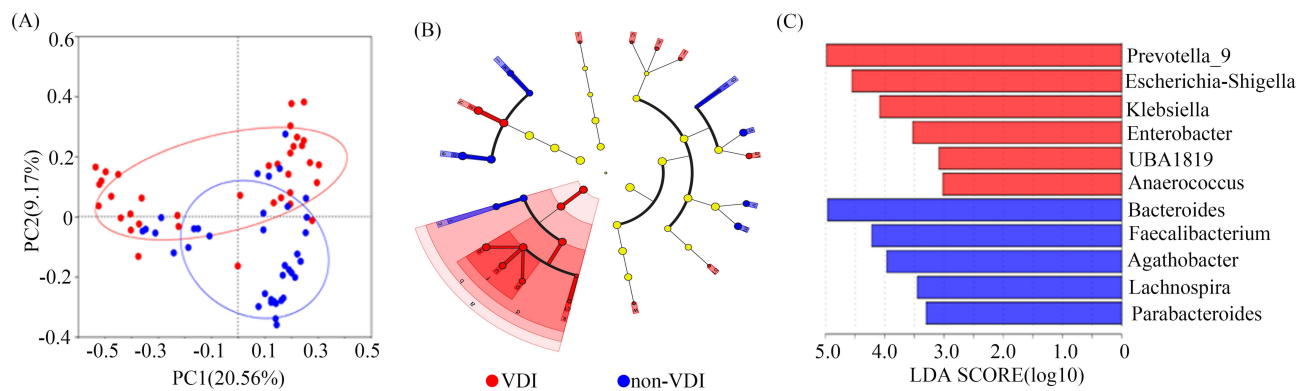 (A)
0.6
0.4
0.2
0
-0.2
-0.4
PC2(9.17%)
-0.5 -0.3 -0.1 0.1 0.3 0.5
PC1(20.56%)
(B)
VDI non-VDI
(C)
Prevotella_9
Escherichia-Shigella
Klebsiella
Enterobacter
UBA1819
Anaerococcus
Bacteroides
Faecalibacterium
Agathobacter
Lachnospira
Parabacteroides
5.0 4.0 3.0 2.0 1.0 0
LDA SCORE(log10)